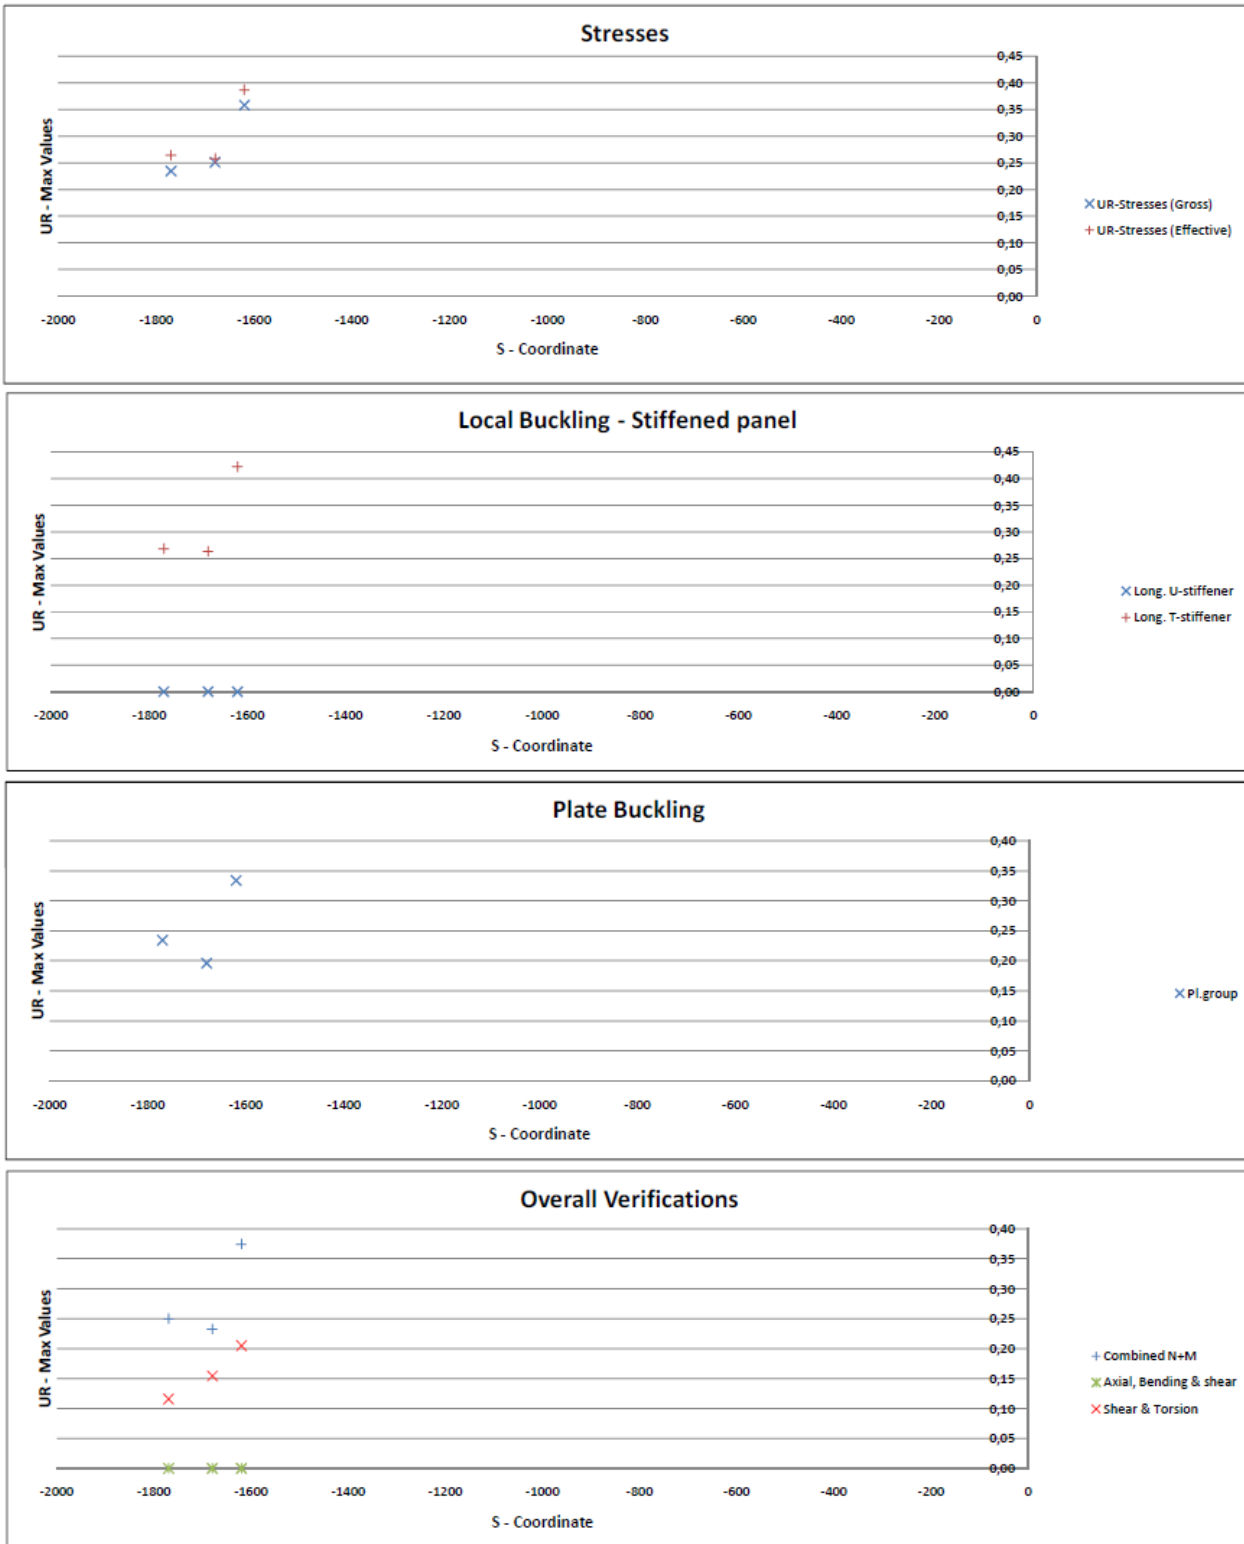 Stresses
0,45
0,40
0,35
0,30
0,25
0,20
0,15
0,10
0,05
0,00
UR - Max Values
UR-Stresses (Gross)
UR-Stresses (Effective)
-2000 -1800 -1600 -1400 -1200 -1000 -800 -600 -400 -200 0
S - Coordinate
Local Buckling - Stiffened panel
0,45
0,40
0,35
0,30
0,25
0,20
0,15
0,10
0,05
0,00
UR - Max Values
Long. U-stiffener
Long. T-stiffener
-2000 -1800 -1600 -1400 -1200 -1000 -800 -600 -400 -200 0
S - Coordinate
Plate Buckling
0,40
0,35
0,30
0,25
0,20
0,15
0,10
0,05
0,00
UR - Max Values
Pl.group
-2000 -1800 -1600 -1400 -1200 -1000 -800 -600 -400 -200 0
S - Coordinate
Overall Verifications
0,40
0,35
0,30
0,25
0,20
0,15
0,10
0,05
0,00
UR - Max Values
Combined N+M
Axial, Bending & shear
Shear & Torsion
-2000 -1800 -1600 -1400 -1200 -1000 -800 -600 -400 -200 0
S - Coordinate